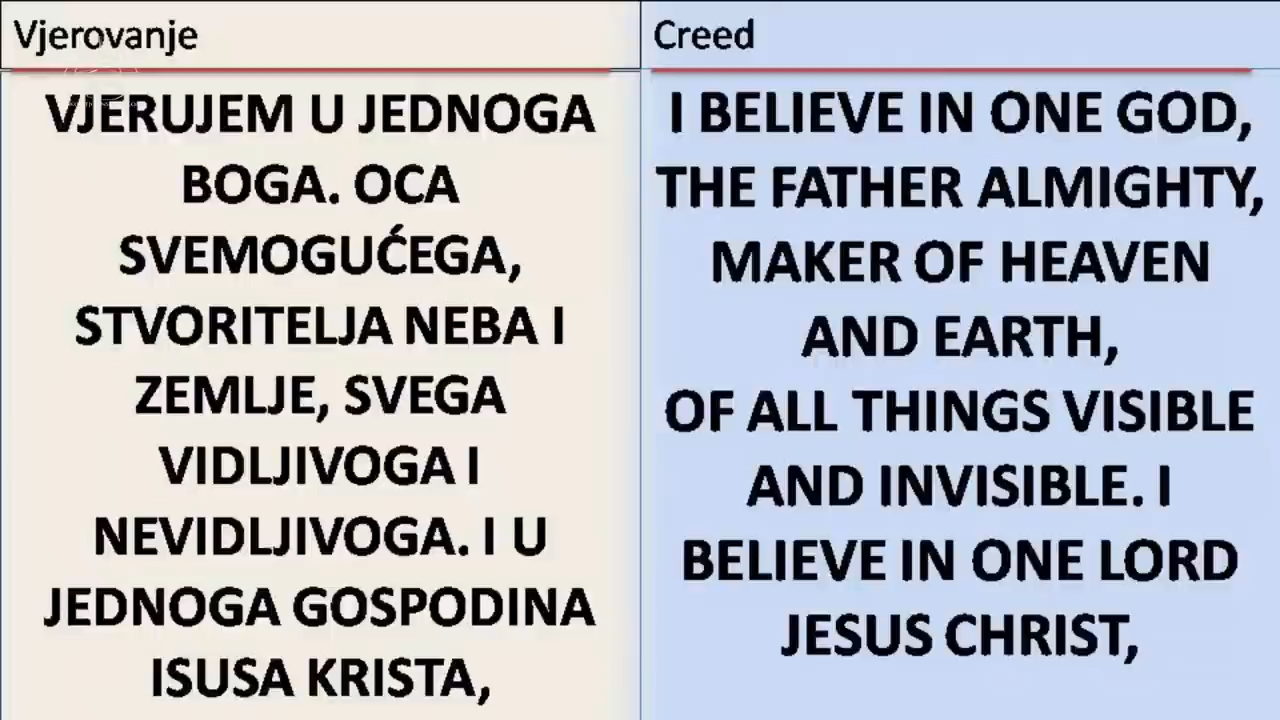 Vjerovanje
VJERUJEM U JEDNOGA
BOGA. OCA
SVEMOGUĆEGA,
STVORITELJA NEBA I
ZEMLJE, SVEGA
VIDLJIVOGA I
NEVIDLJIVOGA. I U
JEDNOGA GOSPODINA
ISUSA KRISTA,
Creed
I BELIEVE IN ONE GOD,
THE FATHER ALMIGHTY,
MAKER OF HEAVEN
AND EARTH,
OF ALL THINGS VISIBLE
AND INVISIBLE. I
BELIEVE IN ONE LORD
JESUS CHRIST,